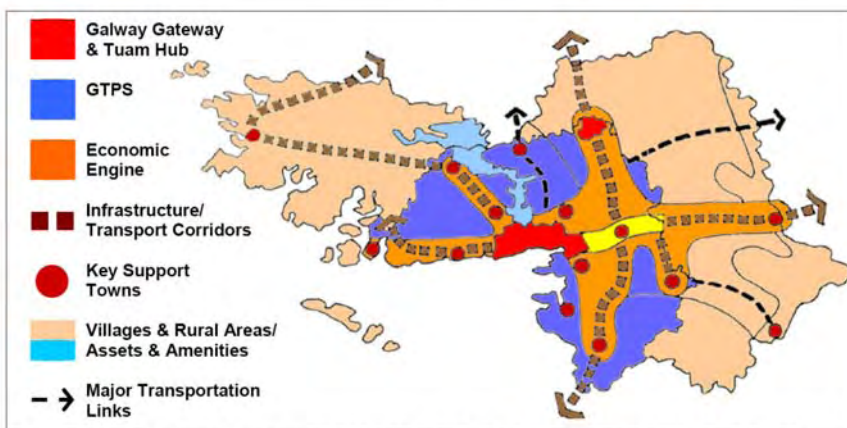 Galway Gateway
& Tuam Hub
GTPS
Economic
Engine
Infrastructure/
Transport Corridors
Key Support
Towns
Villages & Rural Areas/
Assets & Amenities
Major Transportation
Links